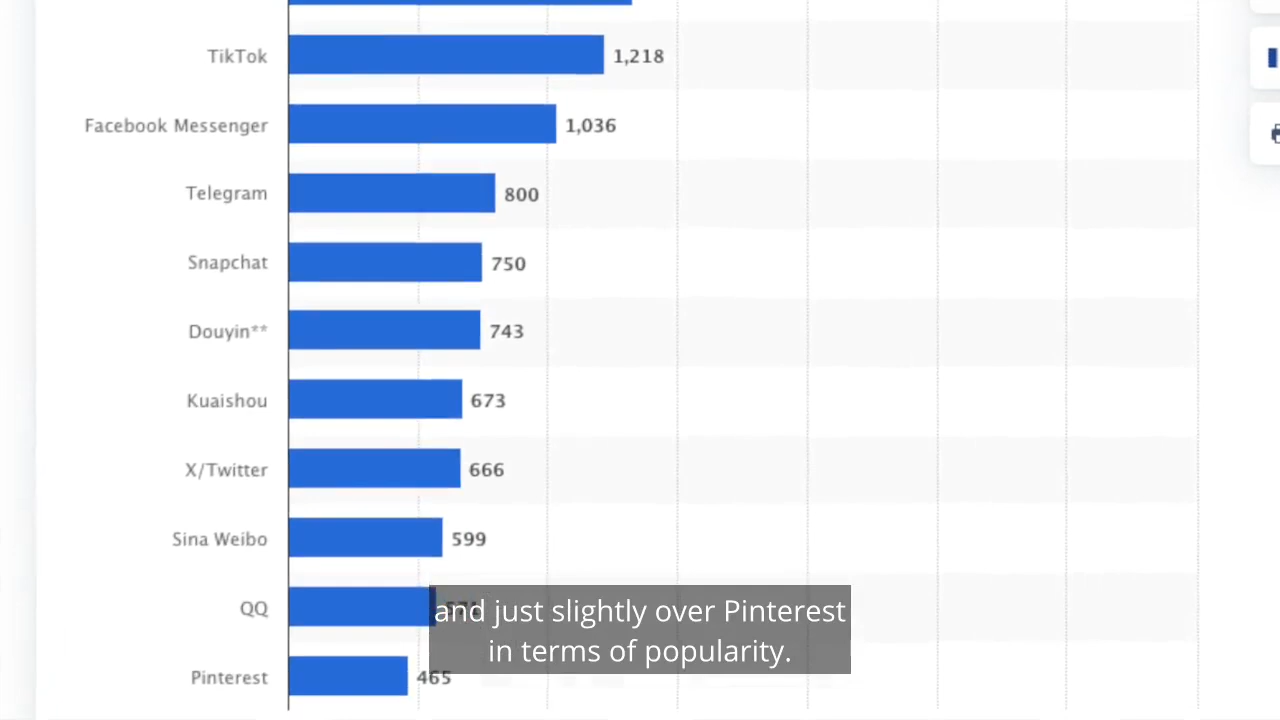 TikTok 1,218
Facebook Messenger 1,036
Telegram 800
Snapchat 750
Douyin** 743
Kuaishou 673
X/Twitter 666
Sina Weibo 599
QQ
and just slightly over Pinterest
in terms of popularity.
Pinterest 465